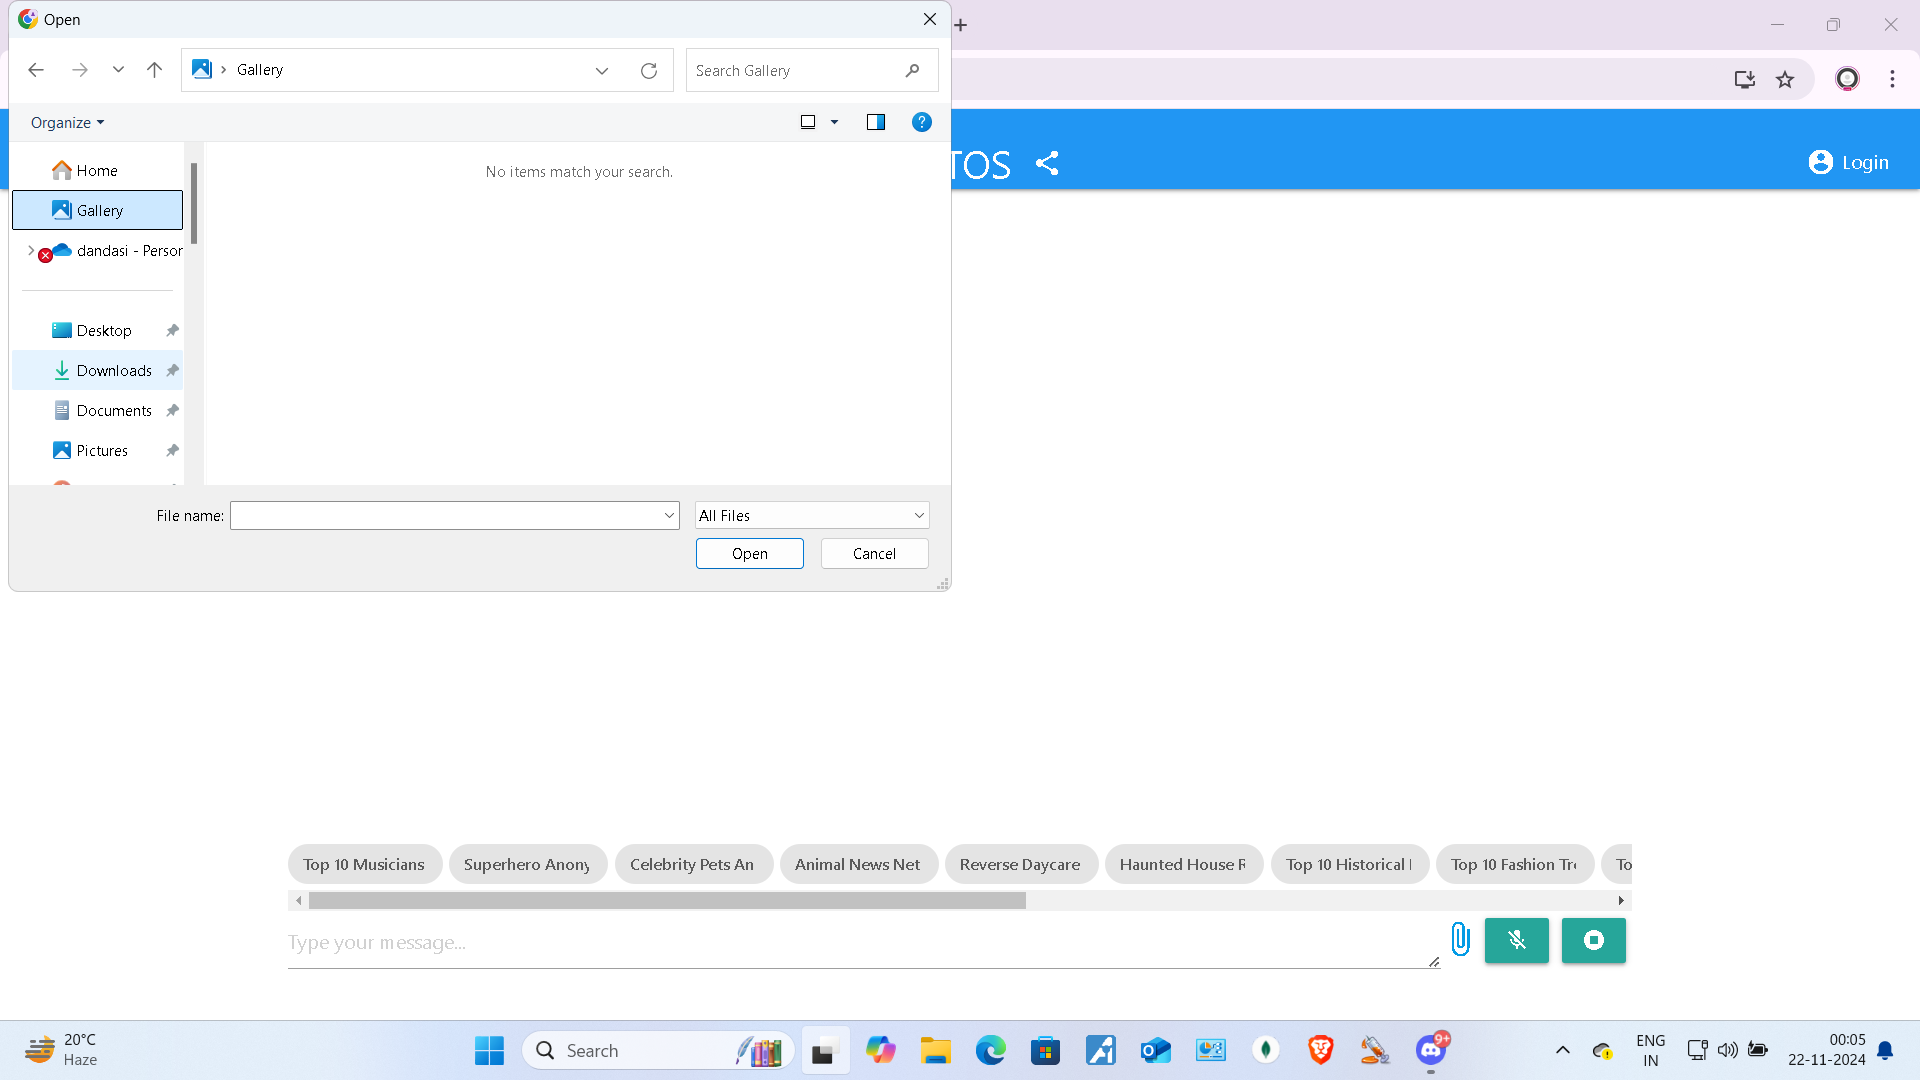 Open
Gallery
Search Gallery
Organize
Home
No items match your search.
Gallery
dandasi - Person
Desktop
Downloads
Documents
Pictures
File name:
All Files
Open
Cancel
TOS
Login
Top 10 Musicians
Superhero Anony
Celebrity Pets An
Animal News Net
Reverse Daycare
Haunted House R
Top 10 Historical
Top 10 Fashion Tr
To
Type your message...
20°C
Haze
Search
9+
ENG
IN
00:05
22-11-2024